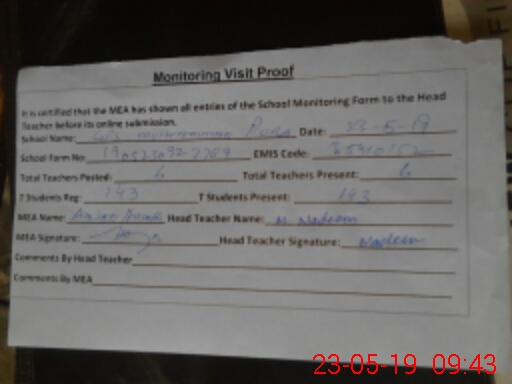 Monitoring Visit Proof
It is certified that the MEA has shown all entries of the School Monitoring Form to the Head
Teacher before its online submission.
School Name: Date: 23-5-19
School Form No: EMIS Code:
Total Teachers Posted: 6 Total Teachers Present: 6
T Students Reg: 143 T Students Present: 143
MEA Name: Head Teacher Name: M. Nadeem
MEA Signature: Head Teacher Signature: Nadeem
Comments By Head Teacher
Comments By MEA
23-05-19 09:43